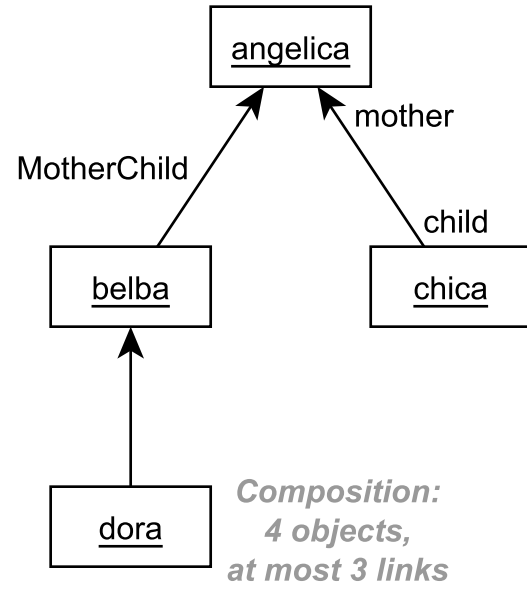 angelica
mother
MotherChild
child
belba
chica
dora
Composition:
4 objects,
at most 3 links